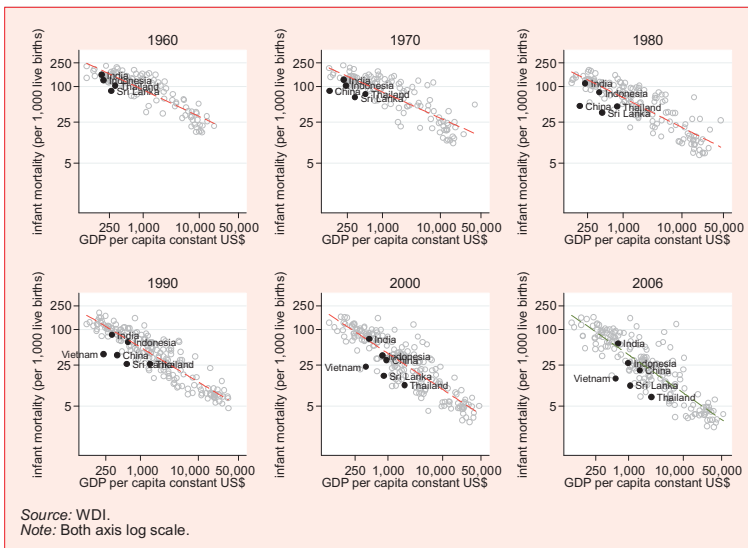 1960
infant mortality (per 1,000 live births)
250
100
25
5
India
Indonesia
Thailand
Sri Lanka
250 1,000 10,000 50,000
GDP per capita constant US$
1970
infant mortality (per 1,000 live births)
250
100
25
5
India
Indonesia
China
Thailand
Sri Lanka
250 1,000 10,000 50,000
GDP per capita constant US$
1980
infant mortality (per 1,000 live births)
250
100
25
5
India
Indonesia
China
Thailand
Sri Lanka
250 1,000 10,000 50,000
GDP per capita constant US$
1990
infant mortality (per 1,000 live births)
250
100
25
5
India
Indonesia
Vietnam
China
Sri Lanka
Thailand
250 1,000 10,000 50,000
GDP per capita constant US$
2000
infant mortality (per 1,000 live births)
250
100
25
5
India
Indonesia
China
Vietnam
Sri Lanka
Thailand
250 1,000 10,000 50,000
GDP per capita constant US$
2006
infant mortality (per 1,000 live births)
250
100
25
5
India
Indonesia
China
Vietnam
Sri Lanka
Thailand
250 1,000 10,000 50,000
GDP per capita constant US$
Source: WDI.
Note: Both axis log scale.